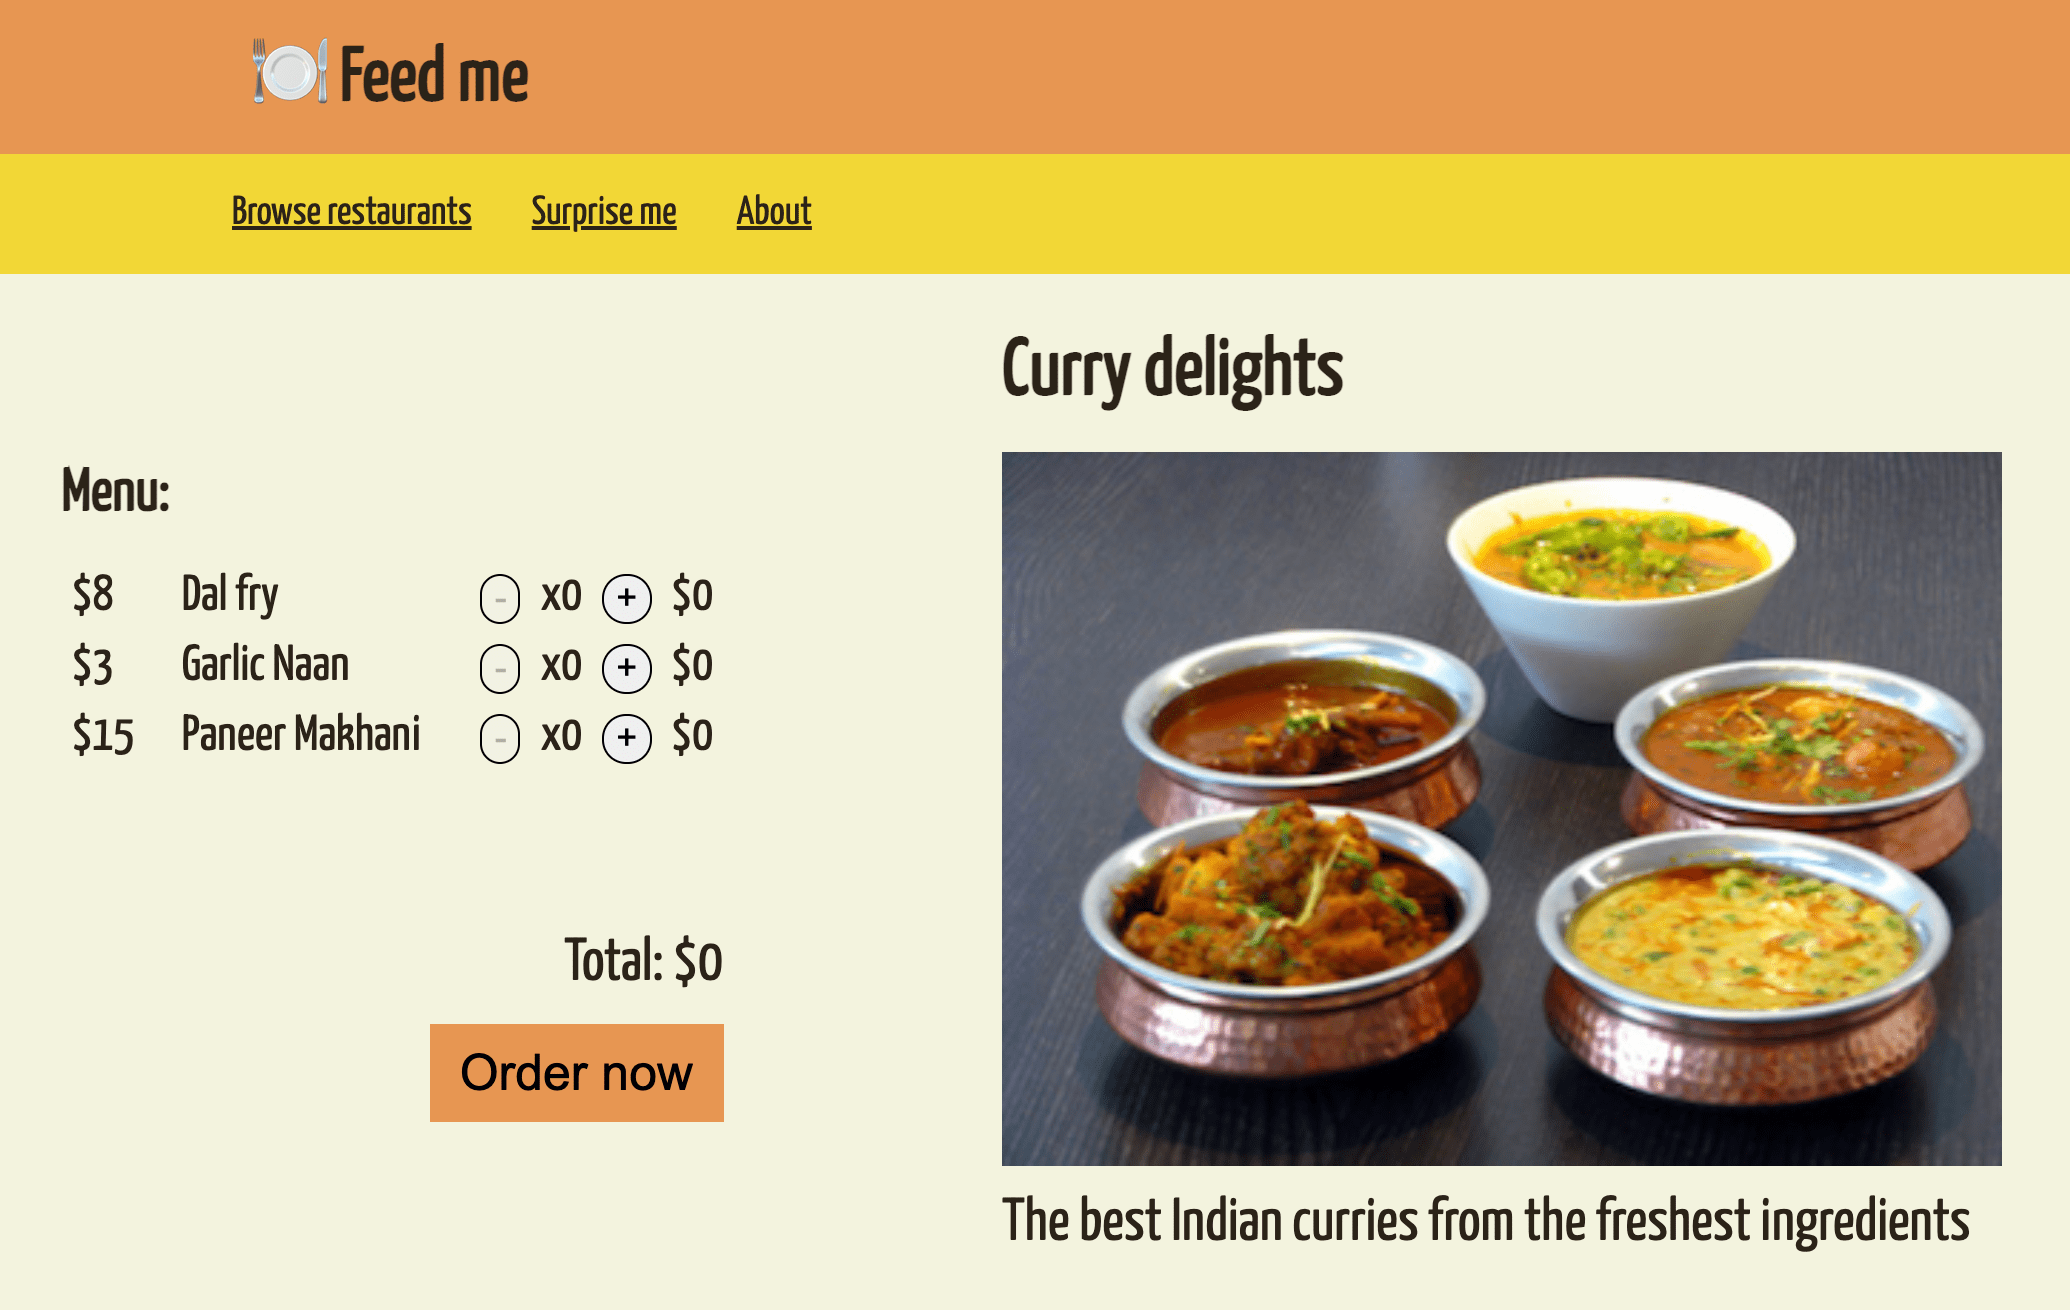 Feed me
Browse restaurants Surprise me About
Curry delights
Menu:
$8 Dal fry - x0 + $0
$3 Garlic Naan - x0 + $0
$15 Paneer Makhani - x0 + $0
Total: $0
Order now
The best Indian curries from the freshest ingredients